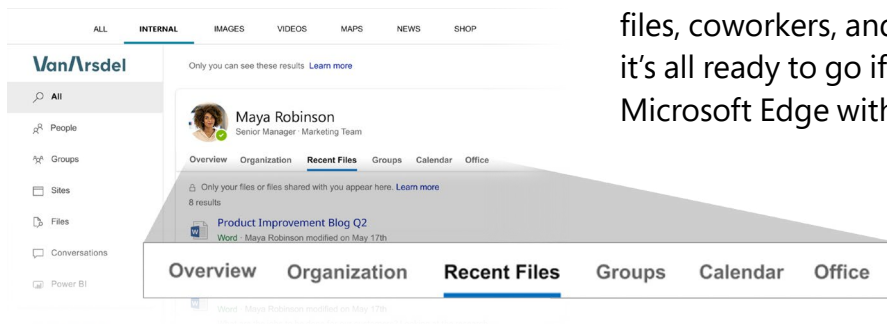 ALL INTERNAL IMAGES VIDEOS MAPS NEWS SHOP
VanArsdel
Only you can see these results Learn more
All
People
Groups
Sites
Files
Conversations
Power BI
Maya Robinson
Senior Manager · Marketing Team
Overview Organization Recent Files Groups Calendar Office
Only your files or files shared with you appear here. Learn more
8 results
Product Improvement Blog Q2
Word · Maya Robinson modified on May 17th
Overview Organization Recent Files Groups Calendar Office
Word · Maya Robinson modified on May 17th
files, coworkers, and
it's all ready to go if
Microsoft Edge with